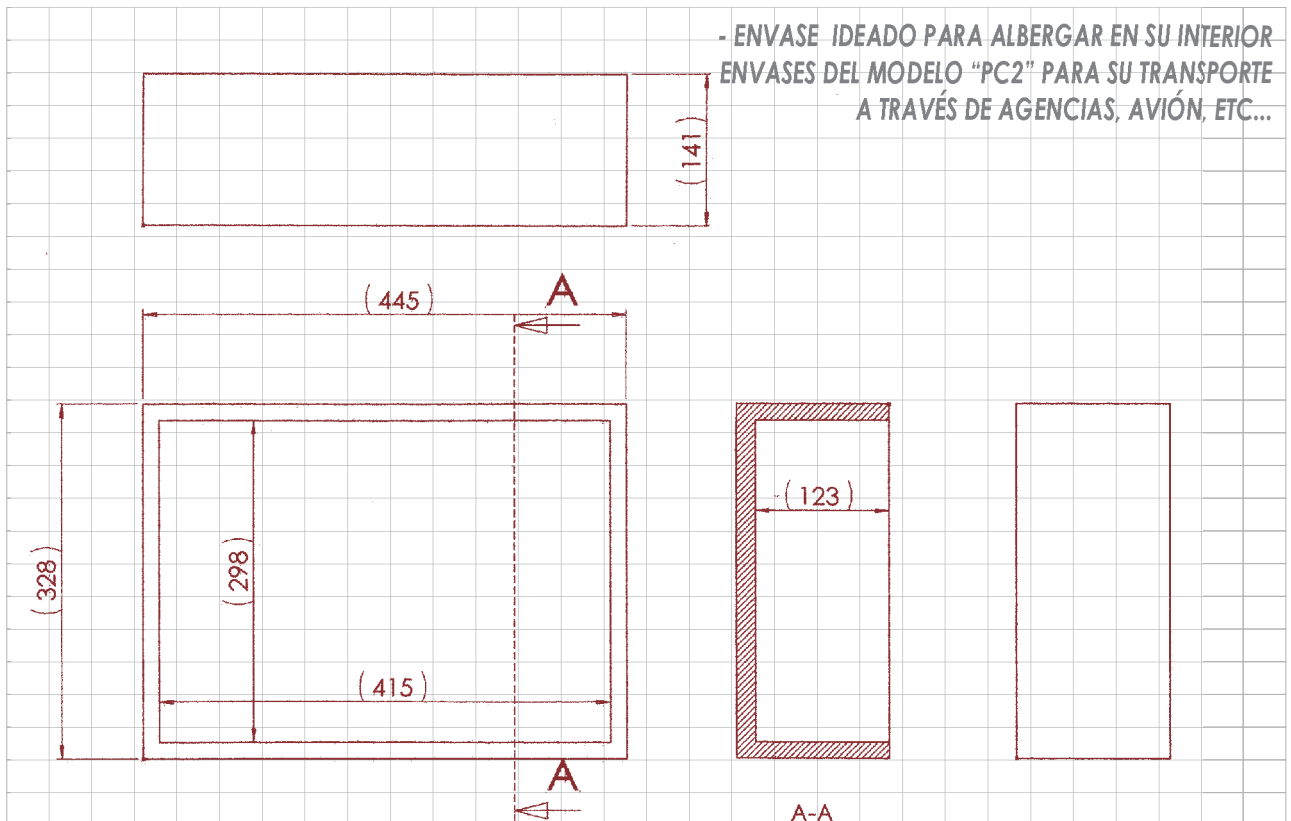 - ENVASE IDEADO PARA ALBERGAR EN SU INTERIOR
ENVASES DEL MODELO “PC2” PARA SU TRANSPORTE
A TRAVÉS DE AGENCIAS, AVIÓN, ETC...
(141)
(445)
A
(123)
(328)
(298)
(415)
A
A-A